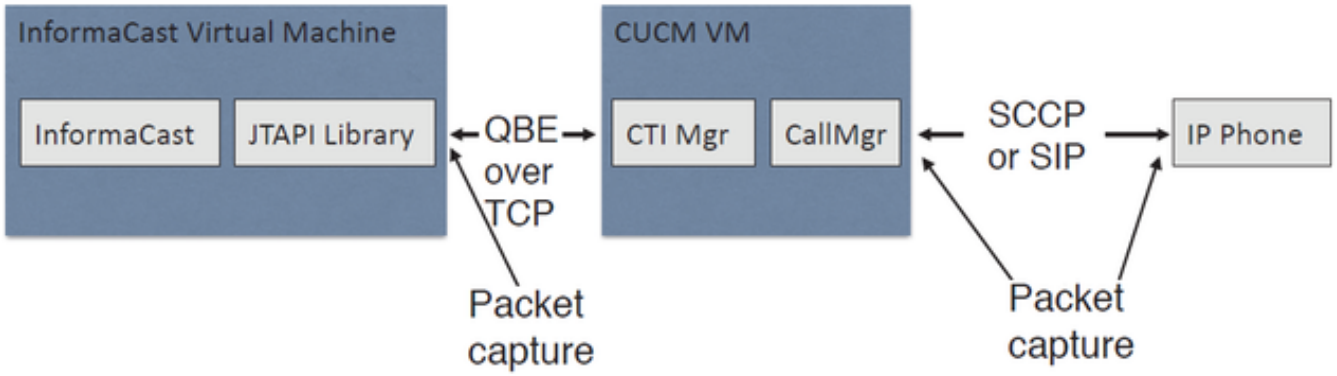 InformaCast Virtual Machine
InformaCast
JTAPI Library
QBE
over
TCP
CUCM VM
CTI Mgr
CallMgr
SCCP
or SIP
IP Phone
Packet
capture
Packet
capture